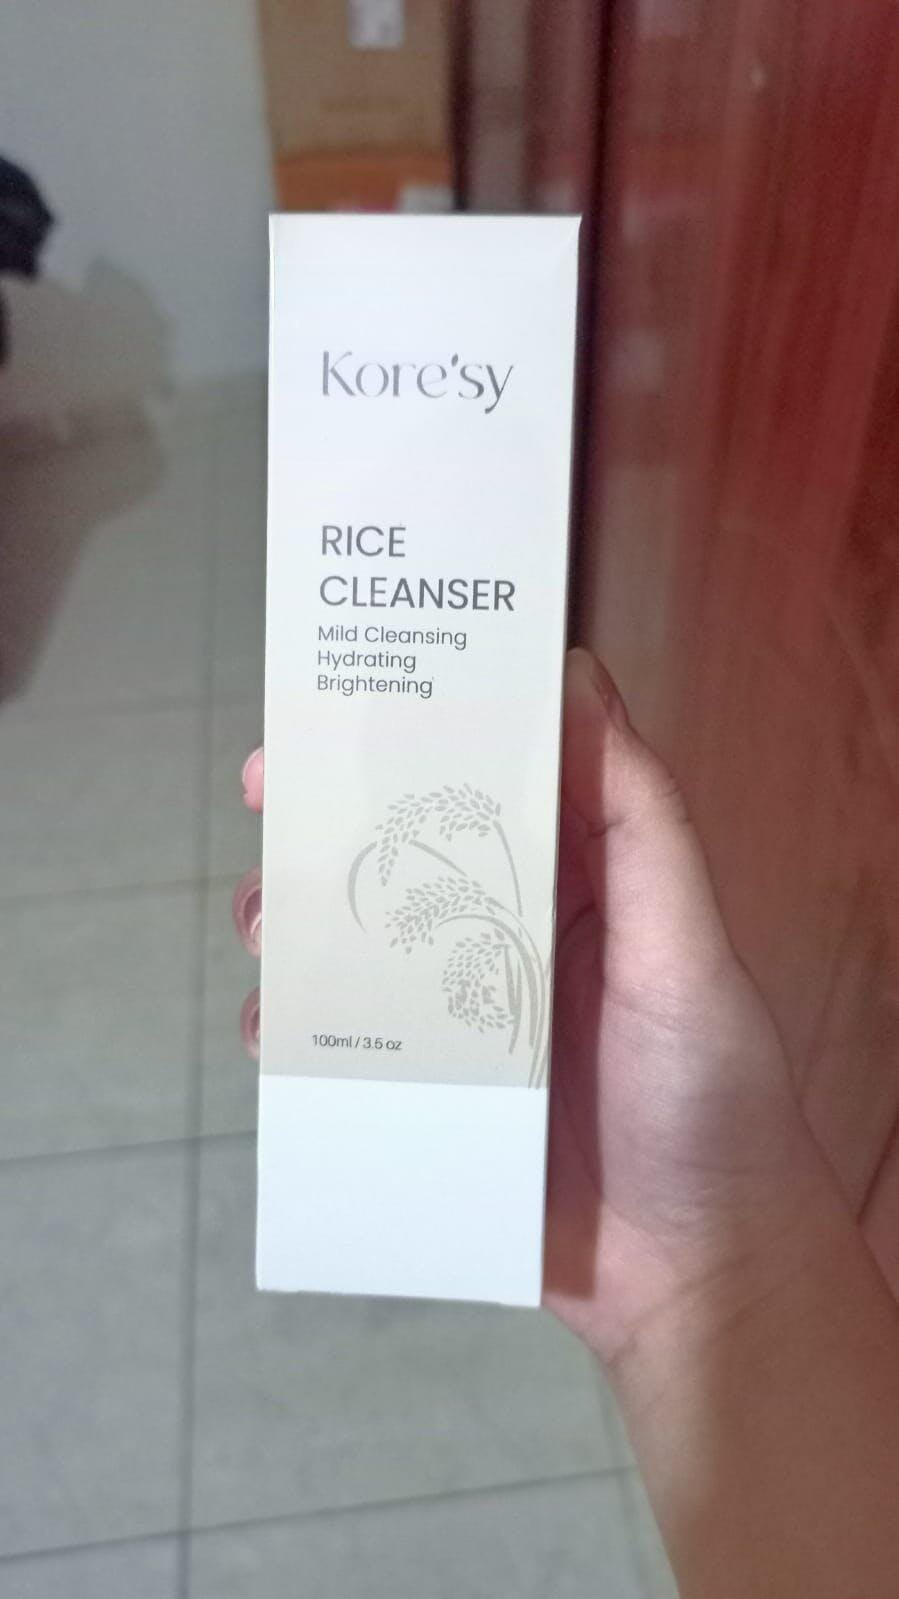 Kore'sy
RICE
CLEANSER
Mild Cleansing
Hydrating
Brightening
100ml / 3.5 oz